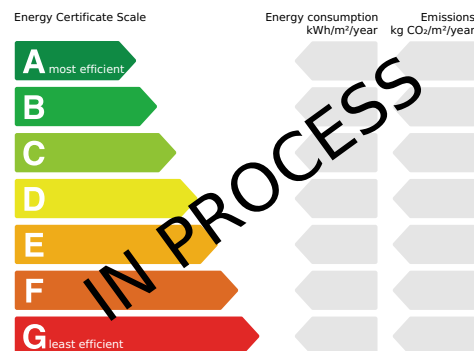 Energy Certificate Scale
Energy consumption
kWh/m²/year
Emissions
kg CO₂/m²/year
A most efficient
B
C
D
E
F
G least efficient
IN PROCESS